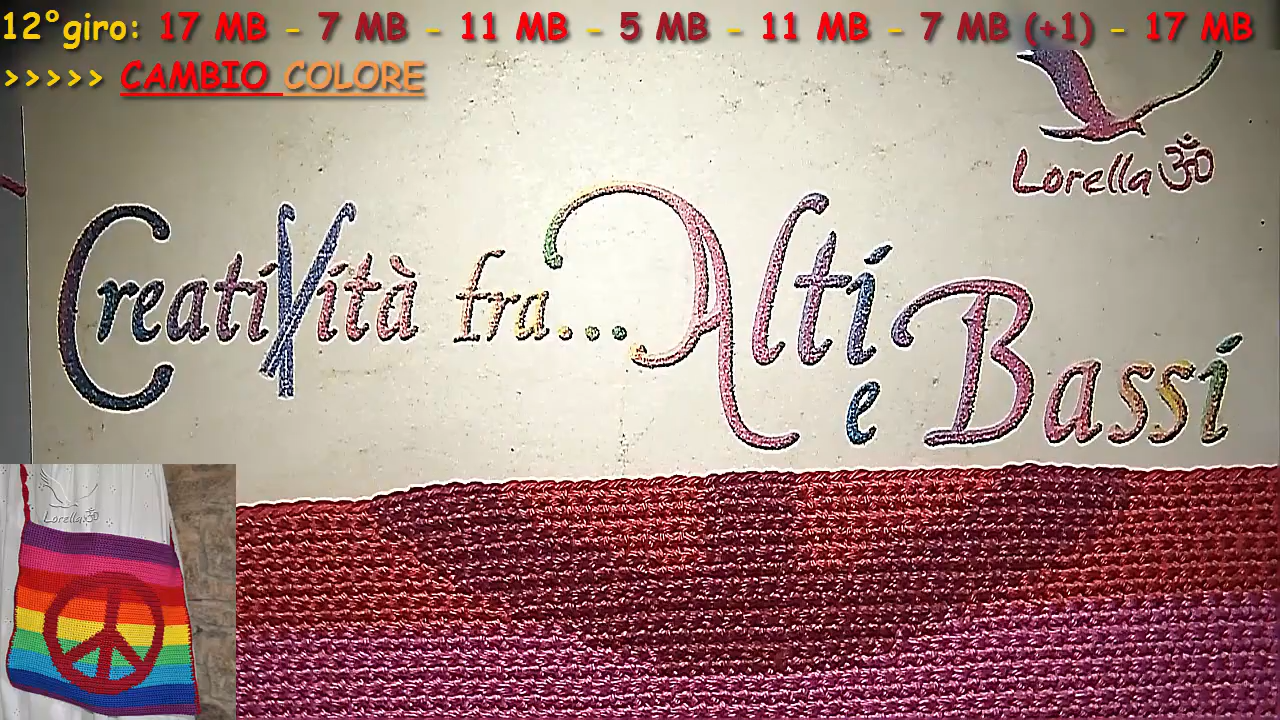 12°giro: 17 MB - 7 MB - 11 MB - 5 MB - 11 MB - 7 MB (+1) - 17 MB
>>>>> CAMBIO COLORE
Lorella ॐ
CreatiVità fra... Alti e Bassi
Lorella ॐ